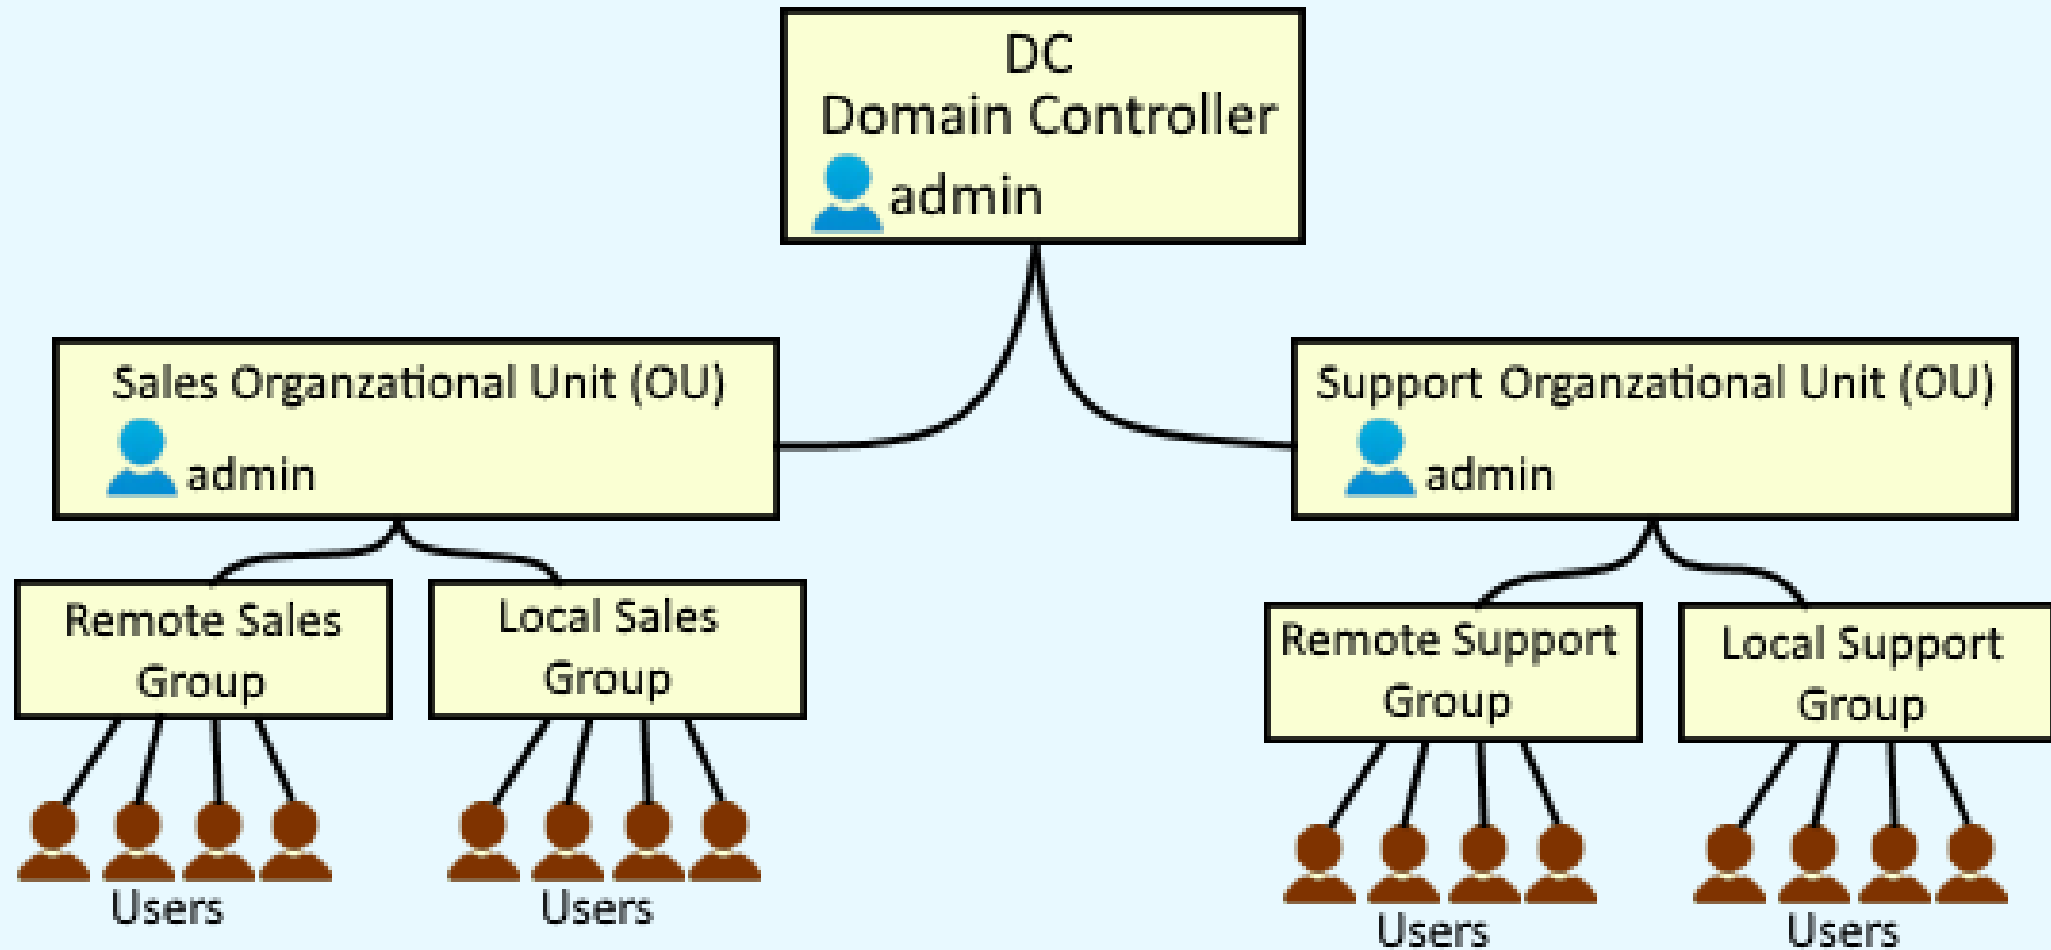 DC
Domain Controller
admin
Sales Organzational Unit (OU)
admin
Support Organzational Unit (OU)
admin
Remote Sales
Group
Local Sales
Group
Remote Support
Group
Local Support
Group
Users
Users
Users
Users